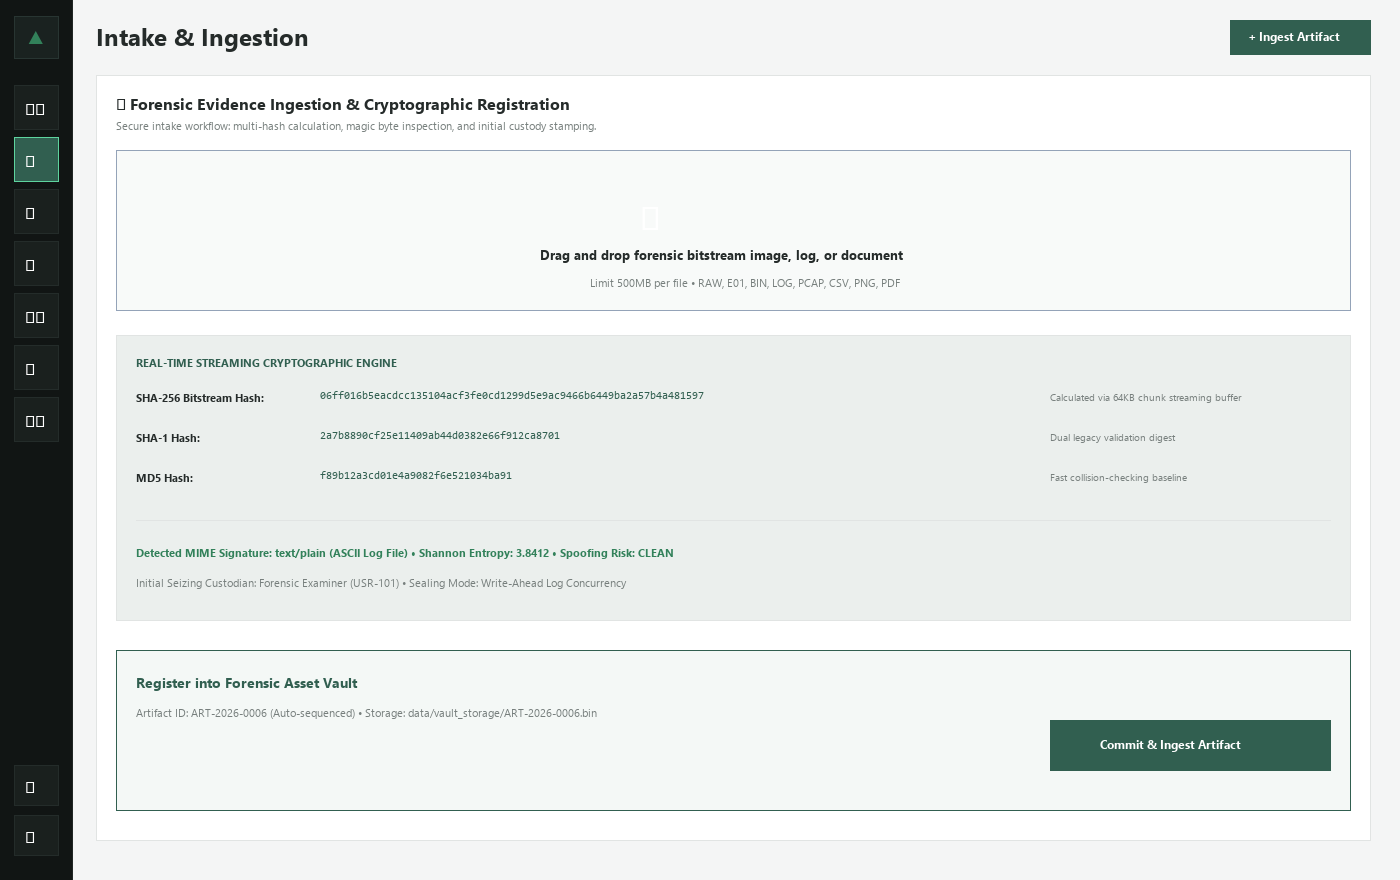 Intake & Ingestion
+ Ingest Artifact
Forensic Evidence Ingestion & Cryptographic Registration
Secure intake workflow: multi-hash calculation, magic byte inspection, and initial custody stamping.
Drag and drop forensic bitstream image, log, or document
Limit 500MB per file • RAW, E01, BIN, LOG, PCAP, CSV, PNG, PDF
REAL-TIME STREAMING CRYPTOGRAPHIC ENGINE
SHA-256 Bitstream Hash: 06ff016b5eacdcc135104acf3fe0cd1299d5e9ac9466b6449ba2a57b4a481597 Calculated via 64KB chunk streaming buffer
SHA-1 Hash: 2a7b8890cf25e11409ab44d0382e66f912ca8701 Dual legacy validation digest
MD5 Hash: f89b12a3cd01e4a9082f6e521034ba91 Fast collision-checking baseline
Detected MIME Signature: text/plain (ASCII Log File) • Shannon Entropy: 3.8412 • Spoofing Risk: CLEAN
Initial Seizing Custodian: Forensic Examiner (USR-101) • Sealing Mode: Write-Ahead Log Concurrency
Register into Forensic Asset Vault
Artifact ID: ART-2026-0006 (Auto-sequenced) • Storage: data/vault_storage/ART-2026-0006.bin
Commit & Ingest Artifact